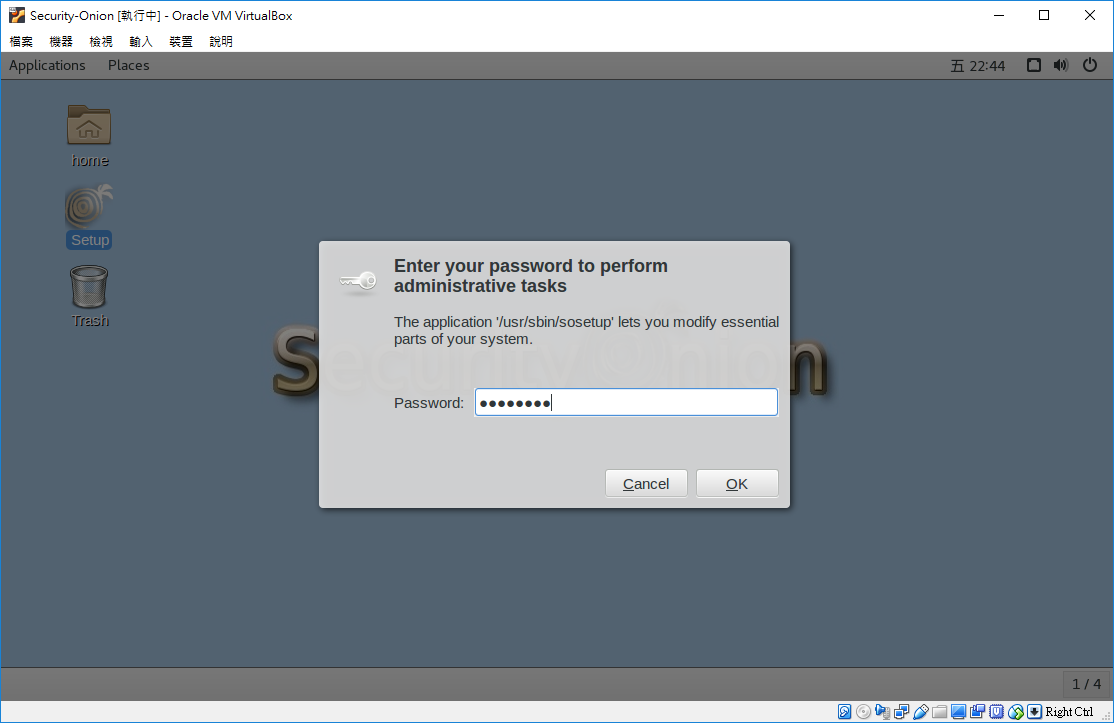 Security-Onion [執行中] - Oracle VM VirtualBox
檔案 機器 檢視 輸入 裝置 說明
Applications Places 五 22:44
home
Setup
Trash
Security Onion
Enter your password to perform
administrative tasks
The application '/usr/sbin/sosetup' lets you modify essential
parts of your system.
Password: ●●●●●●●●
Cancel OK
1 / 4
Right Ctrl